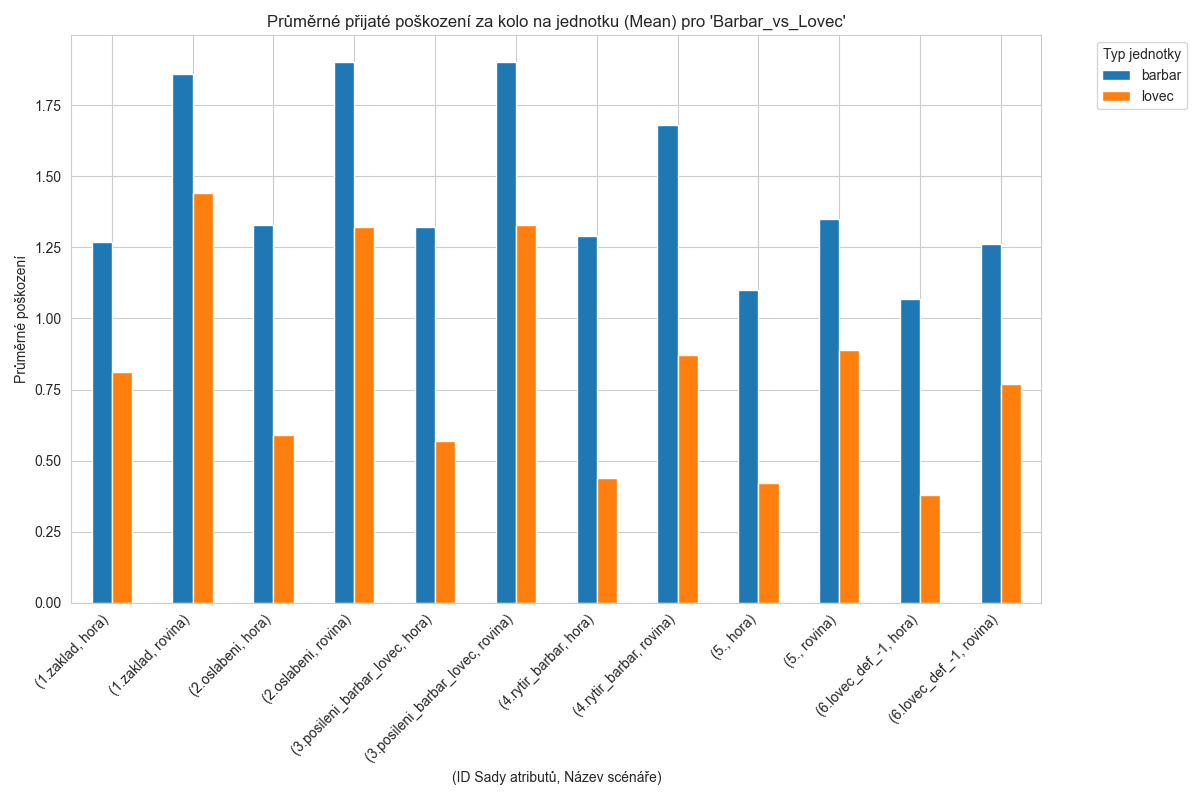 Průměrné přijaté poškození za kolo na jednotku (Mean) pro 'Barbar_vs_Lovec'
Typ jednotky
barbar
lovec
Průměrné poškození
1.75
1.50
1.25
1.00
0.75
0.50
0.25
0.00
(1.zaklad, hora)
(1.zaklad, rovina)
(2.oslabeni, hora)
(2.oslabeni, rovina)
(3.posileni_barbar_lovec, hora)
(3.posileni_barbar_lovec, rovina)
(4.rytir_barbar, hora)
(4.rytir_barbar, rovina)
(5., hora)
(5., rovina)
(6.lovec_def_-1, hora)
(6.lovec_def_-1, rovina)
(ID Sady atributů, Název scénáře)